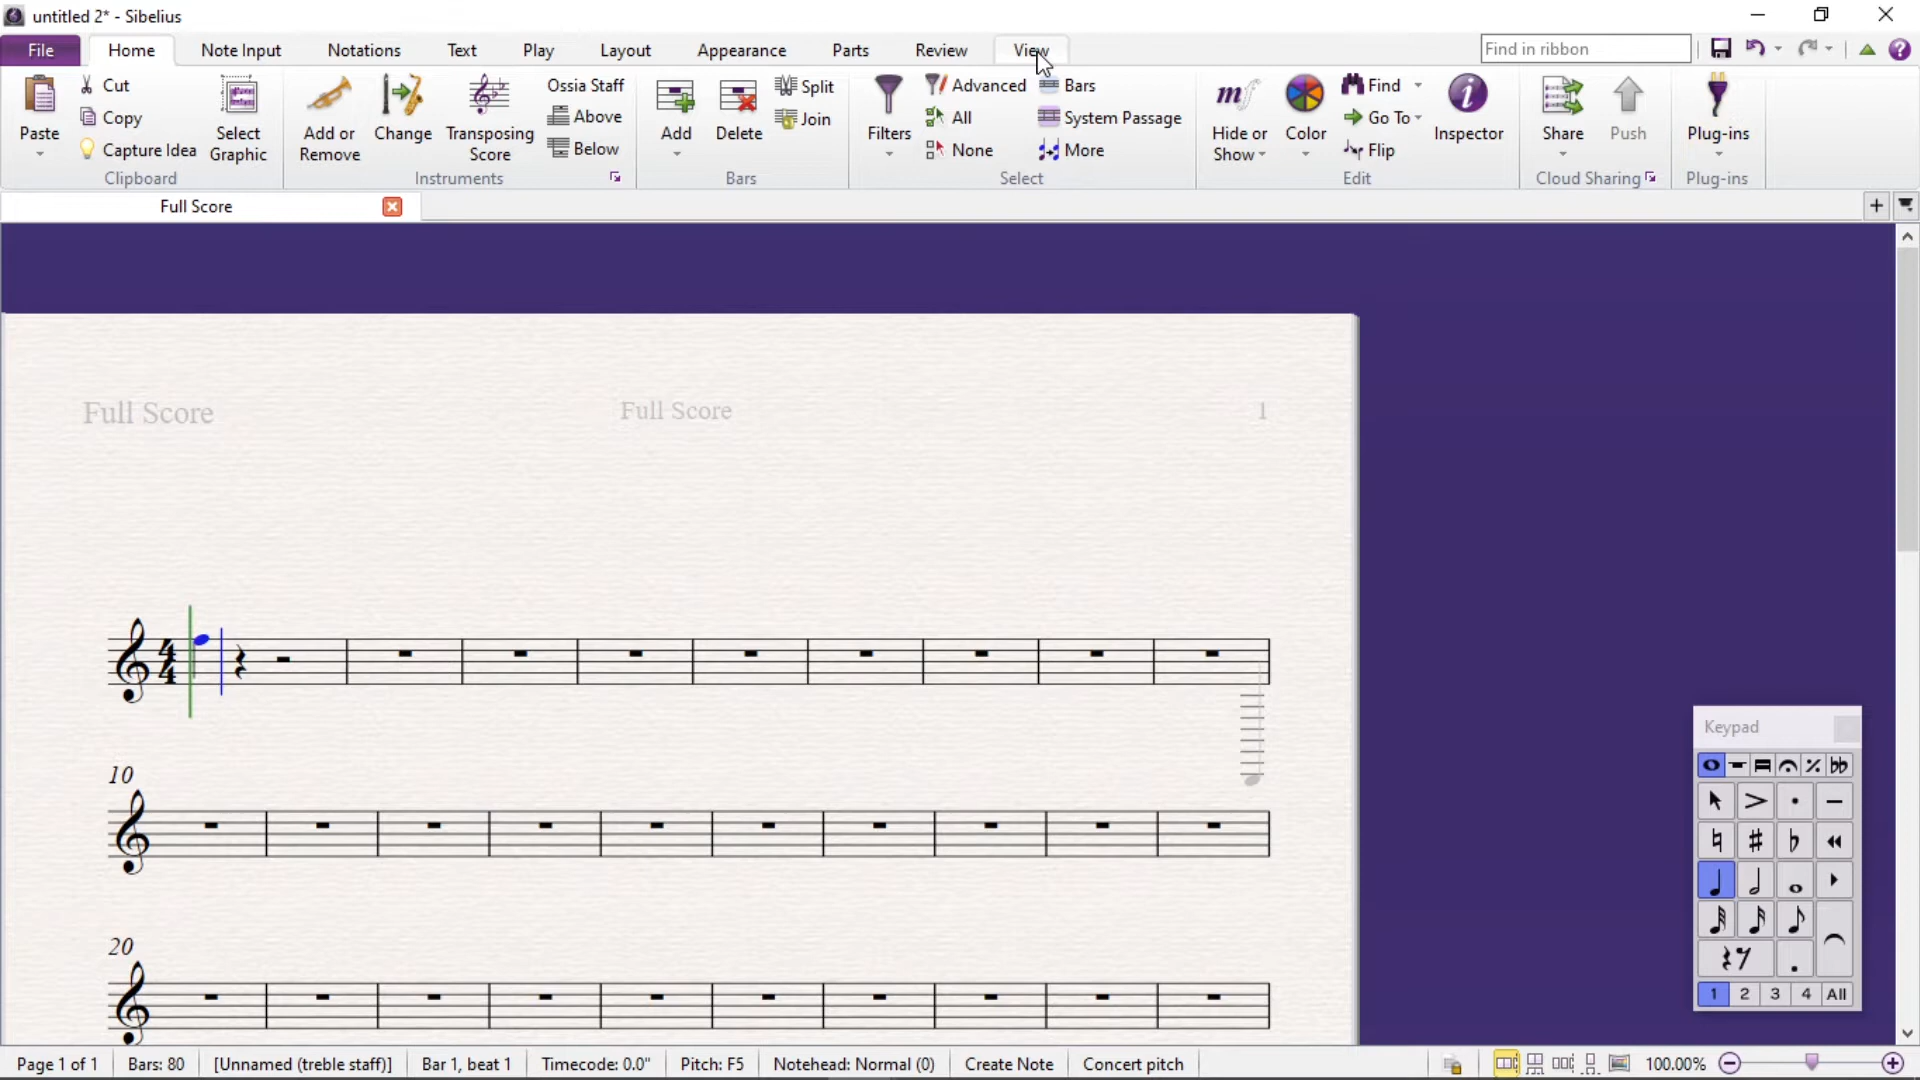 untitled 2* - Sibelius
File Home Note Input Notations Text Play Layout Appearance Parts Review View Find in ribbon
Paste Cut Copy Capture Idea Select Graphic
Clipboard
Add or Remove Change Transposing Score Ossia Staff Above Below
Instruments
Add Delete Split Join
Bars
Filters Advanced All None Bars System Passage More
Select
Hide or Show Color Find Go To Flip Inspector
Edit
Share Push
Cloud Sharing
Plug-ins
Plug-ins
Full Score
Full Score Full Score 1
4
4
10
20
Keypad
1 2 3 4 All
Page 1 of 1 Bars: 80 [Unnamed (treble staff)] Bar 1, beat 1 Timecode: 0.0" Pitch: F5 Notehead: Normal (0) Create Note Concert pitch 100.00%